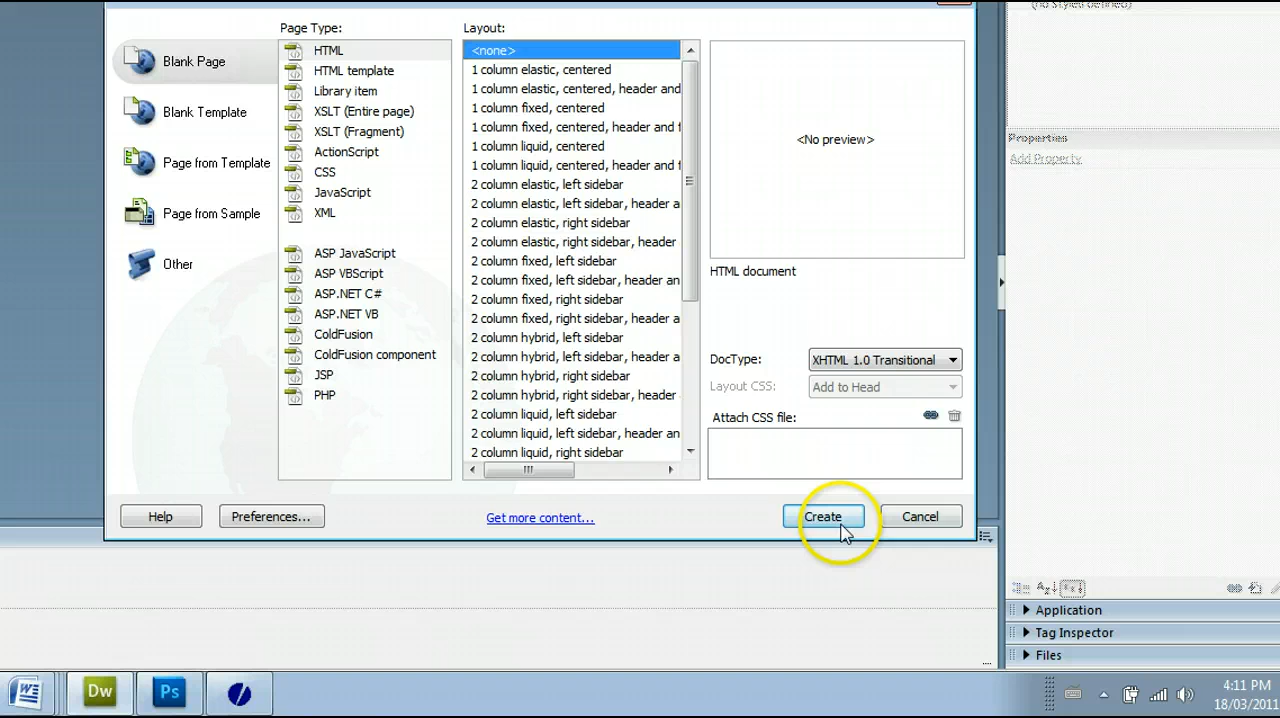 (no styles defined)
Page Type:
Layout:
Blank Page
Blank Template
Page from Template
Page from Sample
Other
HTML
HTML template
Library item
XSLT (Entire page)
XSLT (Fragment)
ActionScript
CSS
JavaScript
XML
ASP JavaScript
ASP VBScript
ASP.NET C#
ASP.NET VB
ColdFusion
ColdFusion component
JSP
PHP
<none>
1 column elastic, centered
1 column elastic, centered, header and
1 column fixed, centered
1 column fixed, centered, header and f
1 column liquid, centered
1 column liquid, centered, header and f
2 column elastic, left sidebar
2 column elastic, left sidebar, header a
2 column elastic, right sidebar
2 column elastic, right sidebar, header
2 column fixed, left sidebar
2 column fixed, left sidebar, header an
2 column fixed, right sidebar
2 column fixed, right sidebar, header a
2 column hybrid, left sidebar
2 column hybrid, left sidebar, header a
2 column hybrid, right sidebar
2 column hybrid, right sidebar, header
2 column liquid, left sidebar
2 column liquid, left sidebar, header an
2 column liquid, right sidebar
<No preview>
HTML document
DocType:
XHTML 1.0 Transitional
Layout CSS:
Add to Head
Attach CSS file:
Help
Preferences...
Get more content...
Create
Cancel
Properties
Add Property
Application
Tag Inspector
Files
Dw
Ps
4:11 PM
18/03/2011